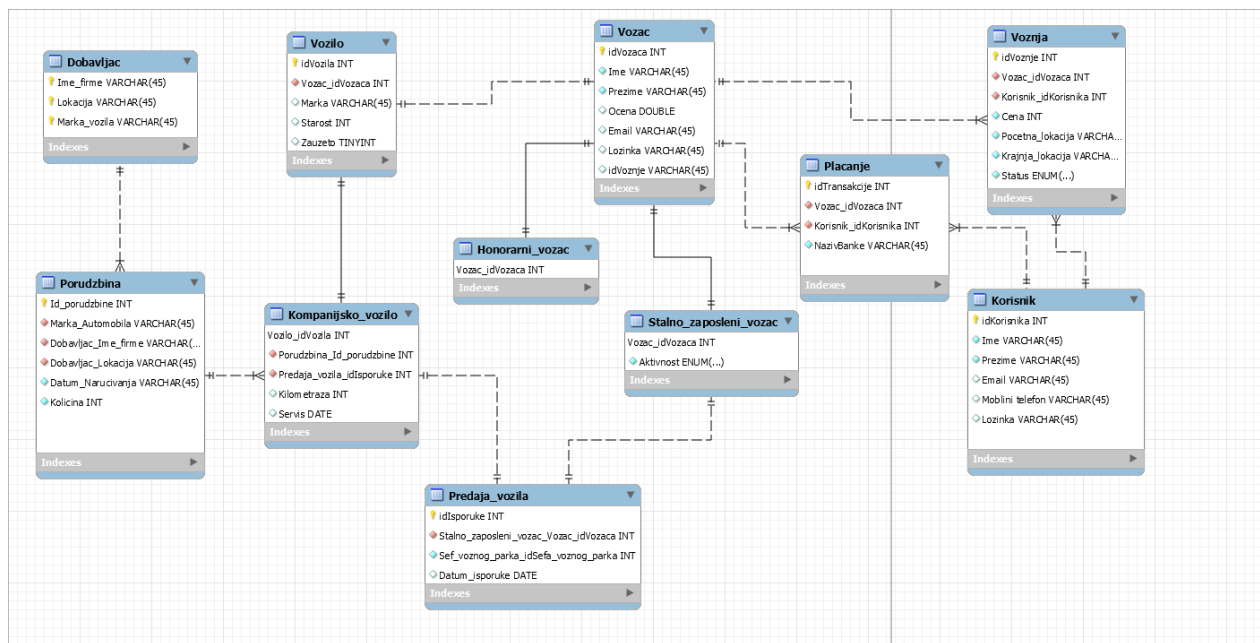 Dobavljac
Ime_firme VARCHAR(45)
Lokacija VARCHAR(45)
Marka_vozila VARCHAR(45)
Indexes
Vozilo
idVozila INT
Vozac_idVozaca INT
Marka VARCHAR(45)
Starost INT
Zauzeto TINYINT
Indexes
Vozac
idVozaca INT
Ime VARCHAR(45)
Prezime VARCHAR(45)
Ocena DOUBLE
Email VARCHAR(45)
Lozinka VARCHAR(45)
idVoznje VARCHAR(45)
Indexes
Voznja
idVoznje INT
Vozac_idVozaca INT
Korisnik_idKorisnika INT
Cena INT
Pocetna_lokacija VARCHA...
Krajnja_lokacija VARCHA...
Status ENUM(...)
Indexes
Placanje
idTransakcije INT
Vozac_idVozaca INT
Korisnik_idKorisnika INT
NazivBanke VARCHAR(45)
Indexes
Honorarni_vozac
Vozac_idVozaca INT
Indexes
Porudzbina
Id_porudzbine INT
Marka_Automobila VARCHAR(45)
Dobavljac_Ime_firme VARCHAR(...
Dobavljac_Lokacija VARCHAR(45)
Datum_Narucivanja VARCHAR(45)
Kolicina INT
Indexes
Kompanijsko_vozilo
Vozilo_idVozila INT
Porudzbina_Id_porudzbine INT
Predaja_vozila_idIsporuke INT
Kilometraza INT
Servis DATE
Indexes
Stalno_zaposleni_vozac
Vozac_idVozaca INT
Aktivnost ENUM(...)
Indexes
Korisnik
idKorisnika INT
Ime VARCHAR(45)
Prezime VARCHAR(45)
Email VARCHAR(45)
Moblini telefon VARCHAR(45)
Lozinka VARCHAR(45)
Indexes
Predaja_vozila
idIsporuke INT
Stalno_zaposleni_vozac_Vozac_idVozaca INT
Sef_voznog_parka_idSefa_voznog_parka INT
Datum_isporuke DATE
Indexes